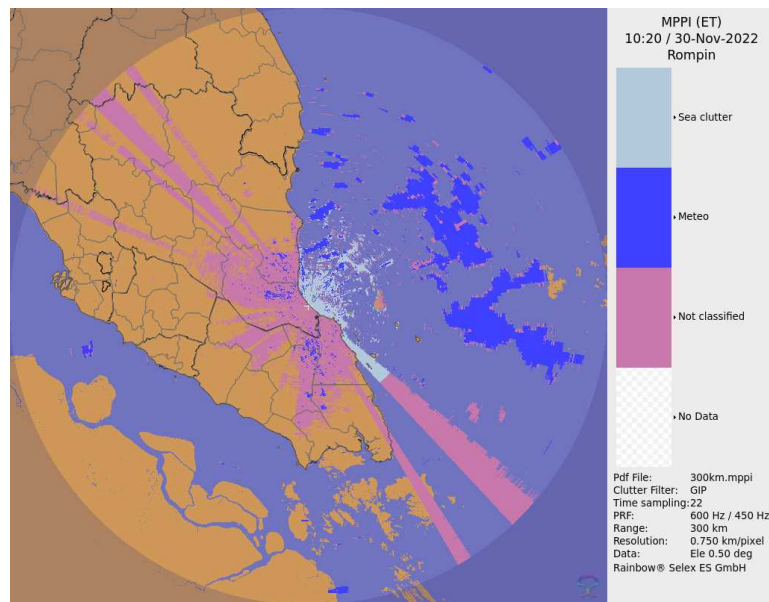 MPPI (ET)
10:20 / 30-Nov-2022
Rompin
Sea clutter
Meteo
Not classified
No Data
Pdf File: 300km.mppi
Clutter Filter: GIP
Time sampling:22
PRF: 600 Hz / 450 Hz
Range: 300 km
Resolution: 0.750 km/pixel
Data: Ele 0.50 deg
Rainbow® Selex ES GmbH